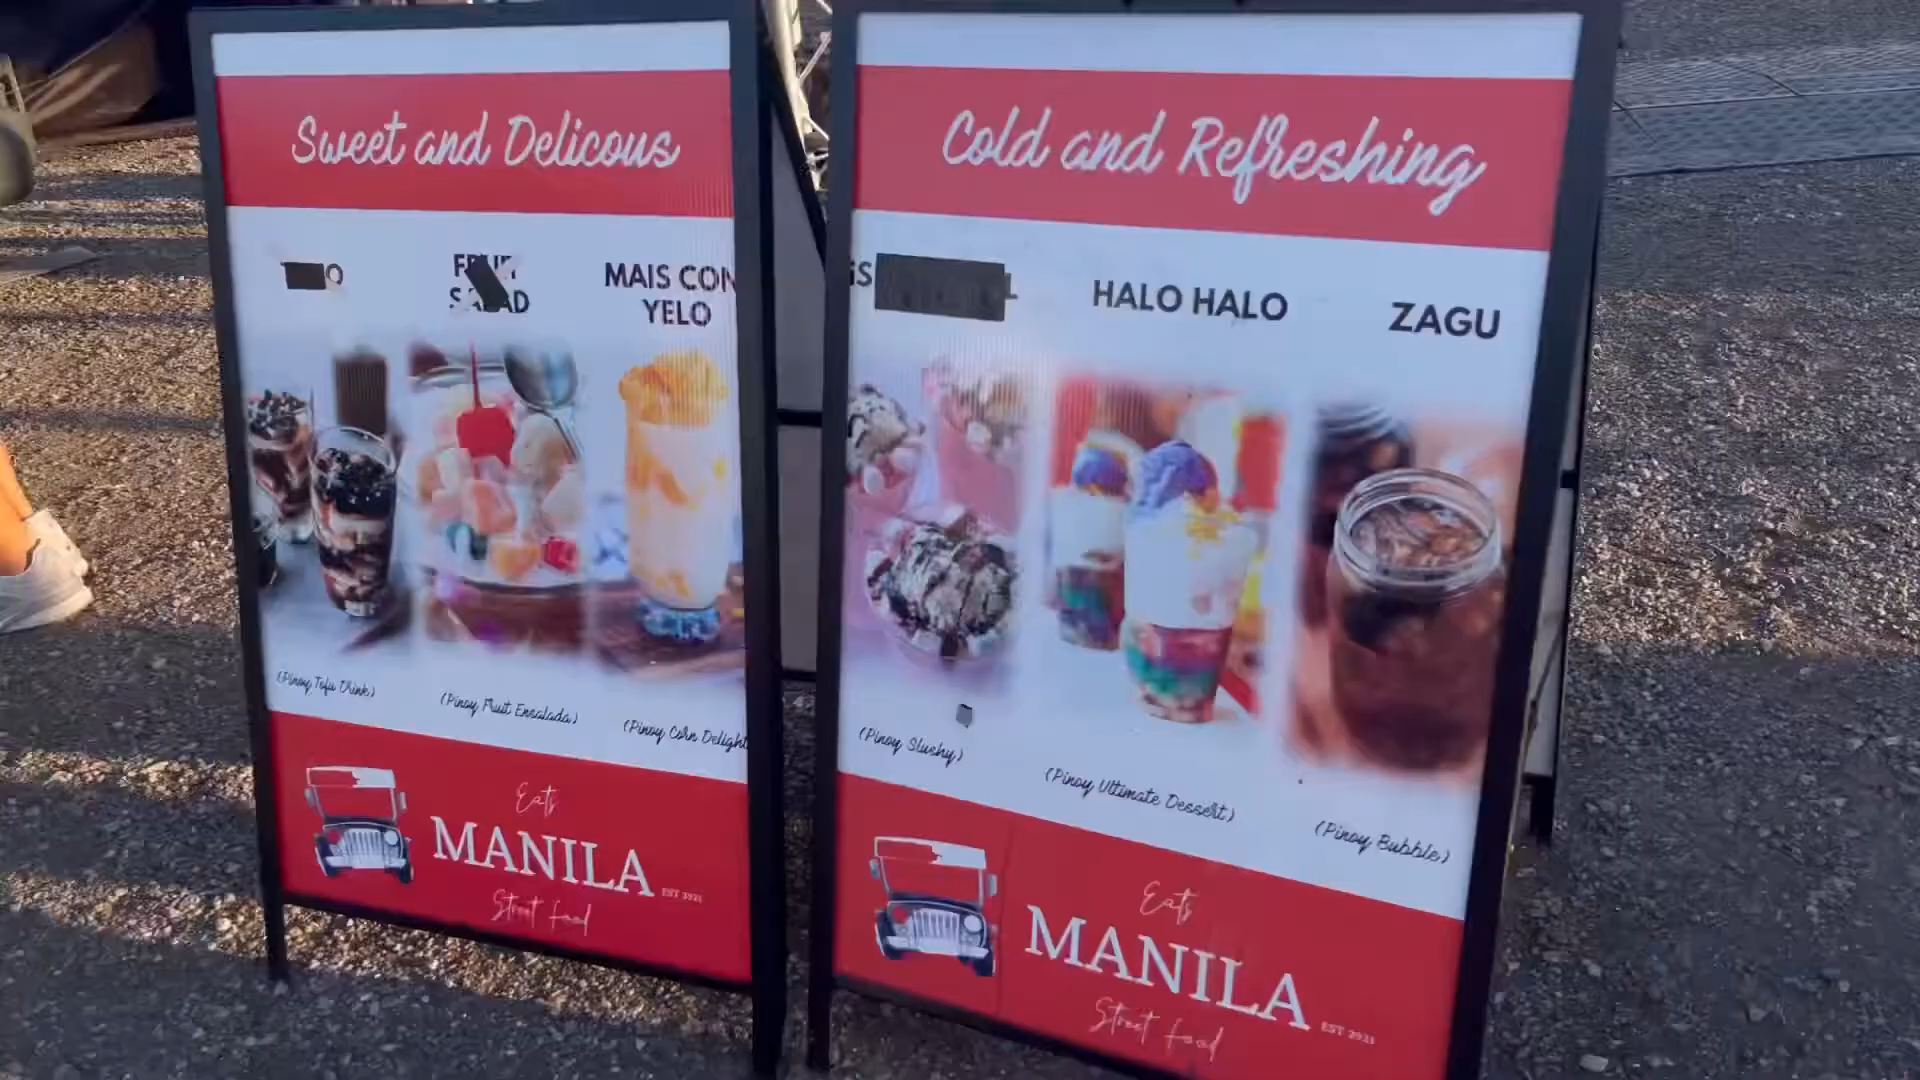 Sweet and Delicous
FRUIT
SALAD
MAIS CON
YELO
(Pinoy Tofu Drink)
(Pinoy Fruit Ensalada)
(Pinoy Corn Delight
Eats
MANILA
EST 2021
Street food
Cold and Refreshing
HALO HALO
ZAGU
(Pinoy Slushy)
(Pinoy Ultimate Dessert)
(Pinoy Bubble)
Eats
MANILA
EST 2021
Street food